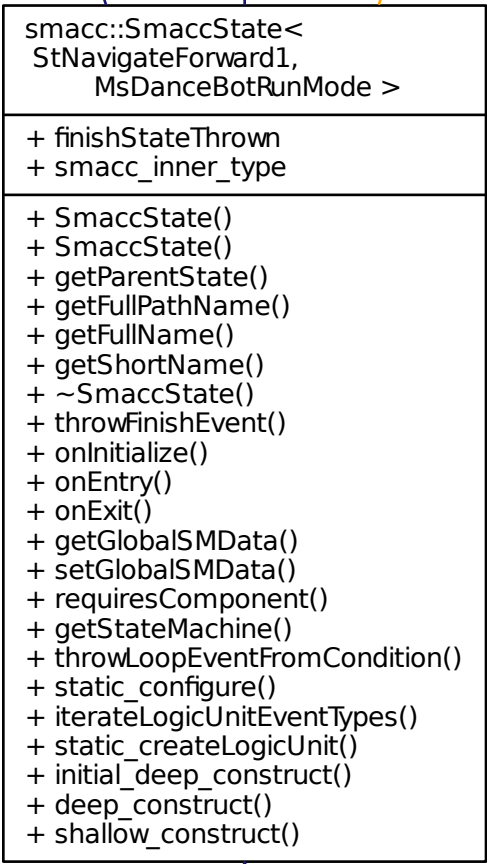 smacc::SmaccState<
StNavigateForward1,
MsDanceBotRunMode >
+ finishStateThrown
+ smacc_inner_type
+ SmaccState()
+ SmaccState()
+ getParentState()
+ getFullPathName()
+ getFullName()
+ getShortName()
+ ~SmaccState()
+ throwFinishEvent()
+ onInitialize()
+ onEntry()
+ onExit()
+ getGlobalSMData()
+ setGlobalSMData()
+ requiresComponent()
+ getStateMachine()
+ throwLoopEventFromCondition()
+ static_configure()
+ iterateLogicUnitEventTypes()
+ static_createLogicUnit()
+ initial_deep_construct()
+ deep_construct()
+ shallow_construct()